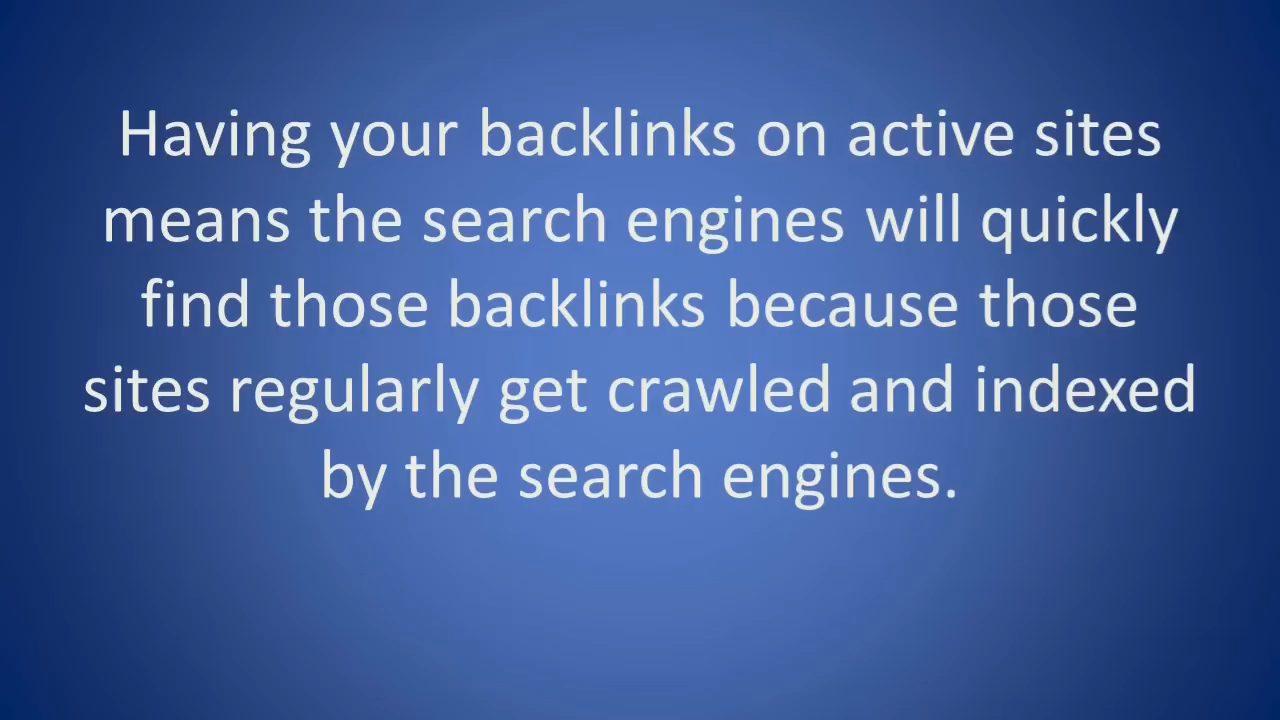 Having your backlinks on active sites
means the search engines will quickly
find those backlinks because those
sites regularly get crawled and indexed
by the search engines.